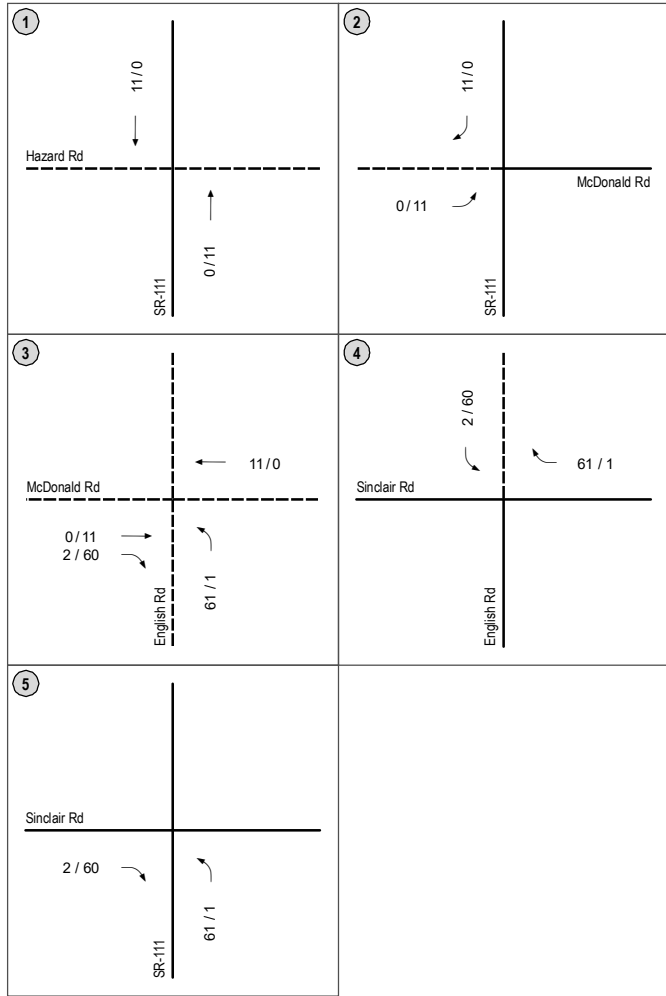 1
11 / 0
Hazard Rd
0 / 11
SR-111
2
11 / 0
McDonald Rd
0 / 11
SR-111
3
11 / 0
McDonald Rd
0 / 11
2 / 60
61 / 1
English Rd
4
2 / 60
61 / 1
Sinclair Rd
English Rd
5
Sinclair Rd
2 / 60
61 / 1
SR-111